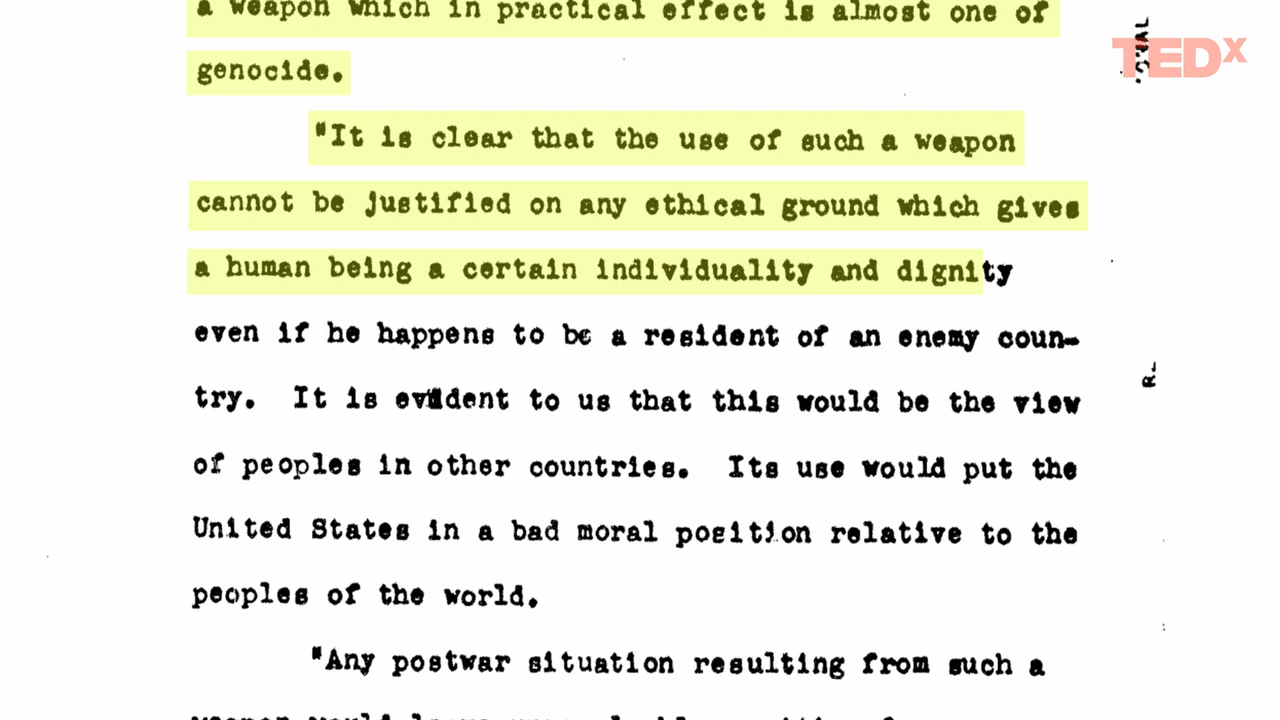 a weapon which in practical effect is almost one of
TEDx
genocide.
"It is clear that the use of such a weapon
cannot be justified on any ethical ground which gives
a human being a certain individuality and dignity
even if he happens to be a resident of an enemy coun-
try. It is evident to us that this would be the view
R.
of peoples in other countries. Its use would put the
United States in a bad moral position relative to the
peoples of the world.
"Any postwar situation resulting from such a
weapon would leave